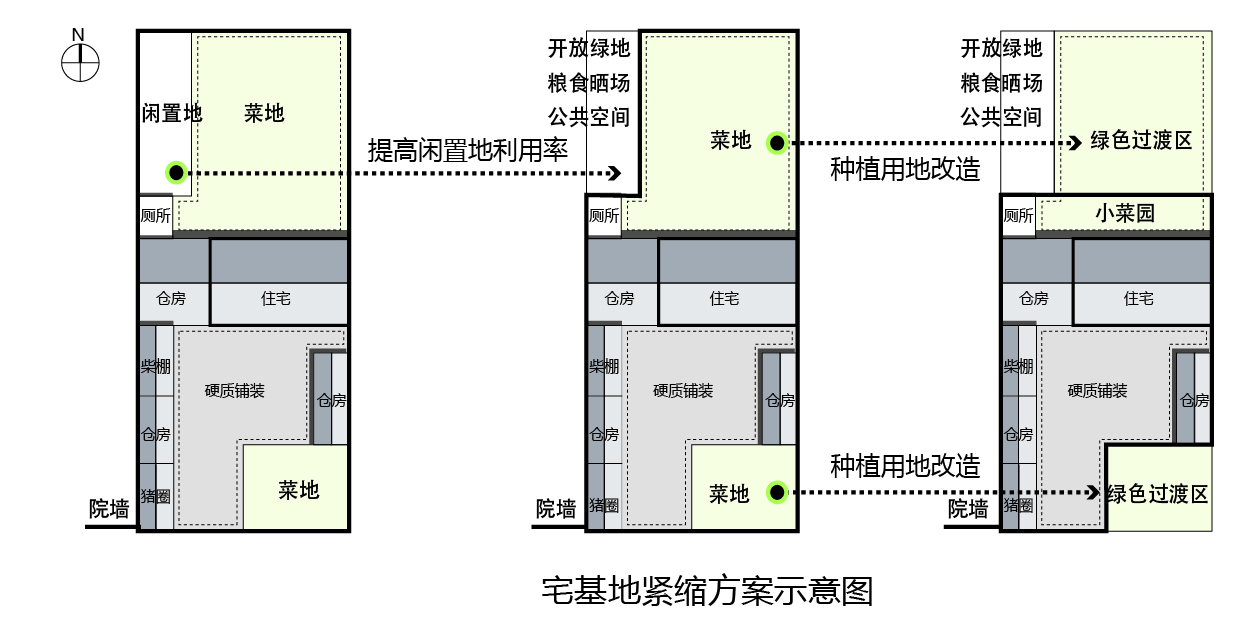 N
闲置地
菜地
厕所
仓房
住宅
柴棚
硬质铺装
仓房
仓房
猪圈
菜地
院墙
提高闲置地利用率
开放绿地
粮食晒场
公共空间
菜地
厕所
仓房
住宅
柴棚
硬质铺装
仓房
仓房
猪圈
菜地
院墙
种植用地改造
种植用地改造
开放绿地
粮食晒场
公共空间
绿色过渡区
厕所
小菜园
仓房
住宅
柴棚
硬质铺装
仓房
仓房
猪圈
绿色过渡区
院墙
宅基地紧缩方案示意图